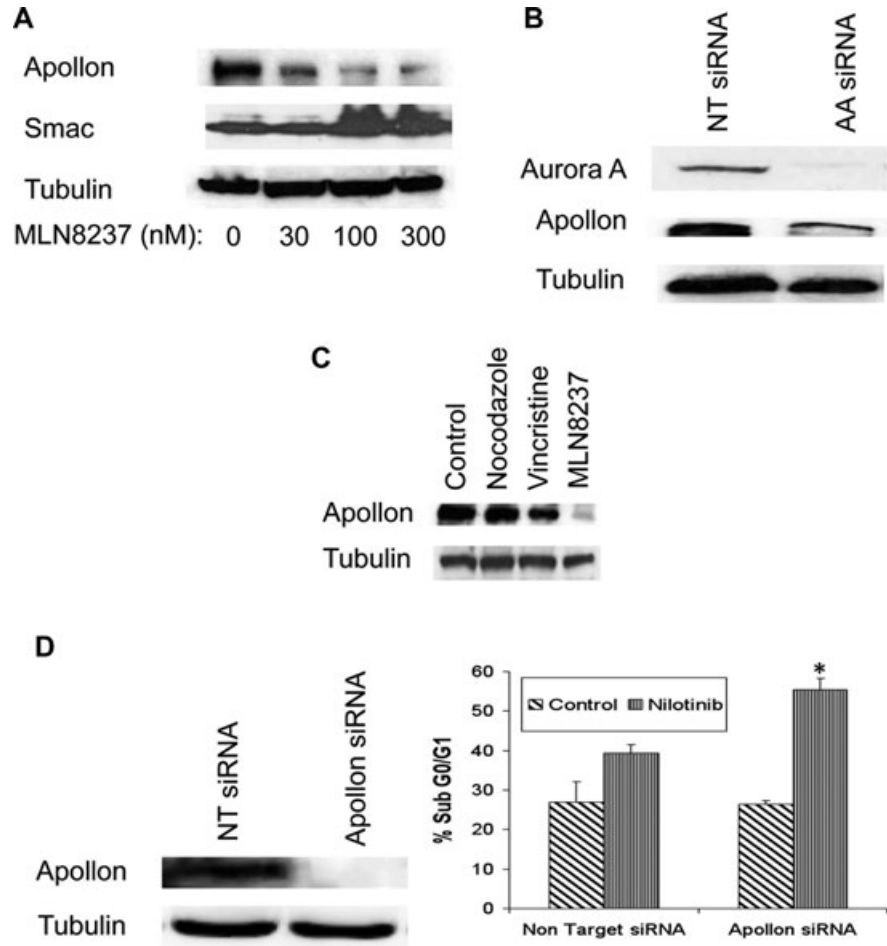 A
Apollon
Smac
Tubulin
MLN8237 (nM): 0 30 100 300
B
NT siRNA
AA siRNA
Aurora A
Apollon
Tubulin
C
Control
Nocodazole
Vincristine
MLN8237
Apollon
Tubulin
D
NT siRNA
Apollon siRNA
Apollon
Tubulin
% Sub G0/G1
60
50
40
30
20
10
0
Control Nilotinib
*
Non Target siRNA Apollon siRNA